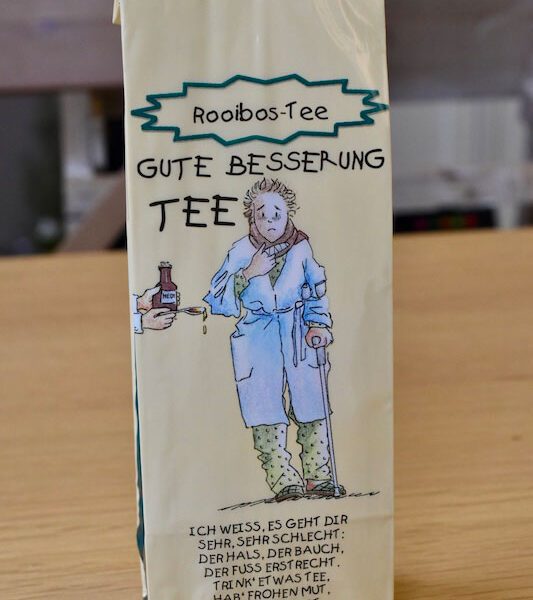 Rooibos-Tee
GUTE BESSERUNG
TEE
MEDI
ICH WEISS, ES GEHT DIR
SEHR, SEHR SCHLECHT:
DER HALS, DER BAUCH,
DER FUSS ERST RECHT.
TRINK' ETWAS TEE,
HAB' FROHEN MUT,